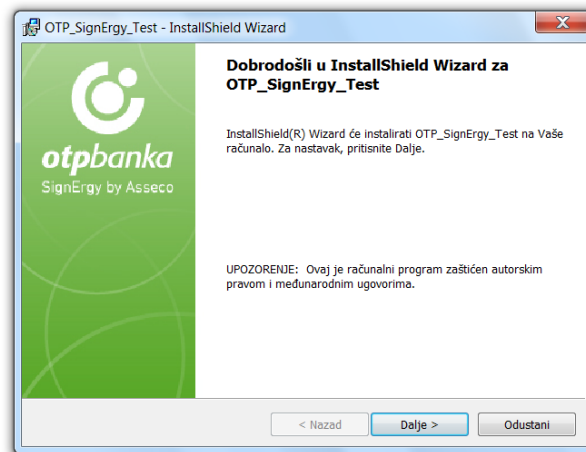 OTP_SignErgy_Test - InstallShield Wizard
Dobrodošli u InstallShield Wizard za
OTP_SignErgy_Test
InstallShield(R) Wizard će instalirati OTP_SignErgy_Test na Vaše
računalo. Za nastavak, pritisnite Dalje.
otpbanka
SignErgy by Asseco
UPOZORENJE: Ovaj je računalni program zaštićen autorskim
pravom i međunarodnim ugovorima.
< Nazad
Dalje >
Odustani